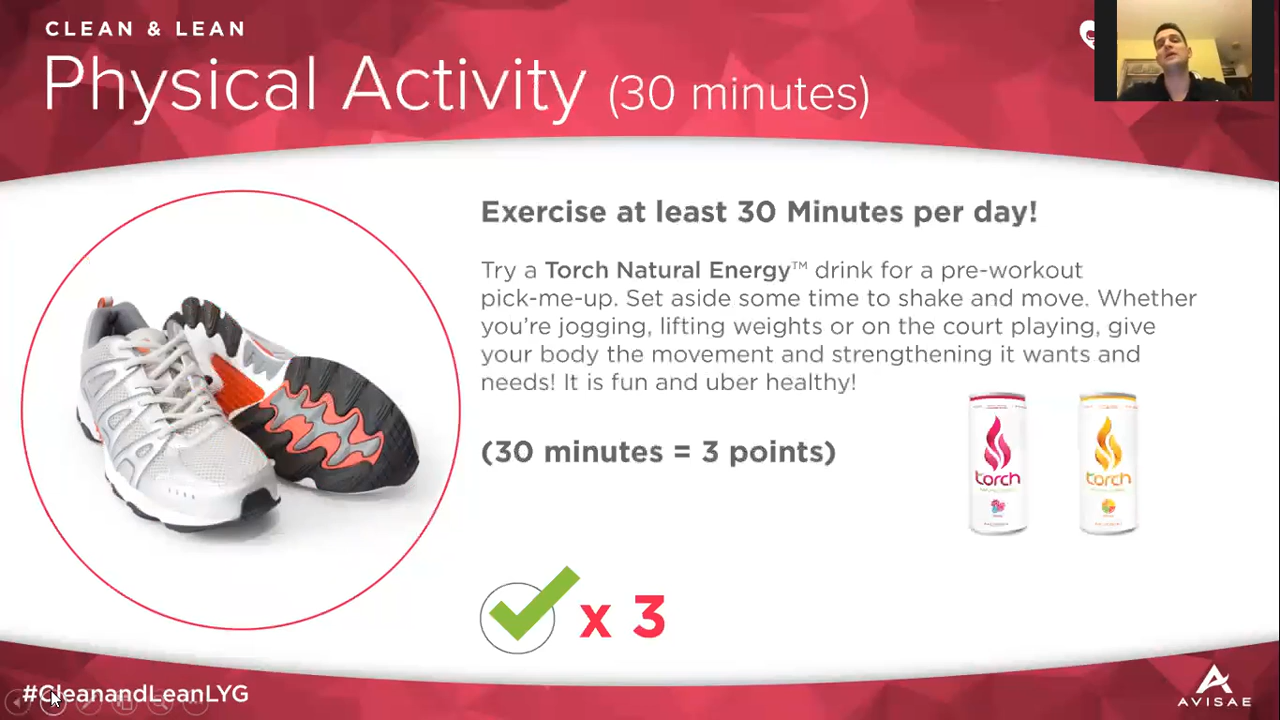 CLEAN & LEAN
Physical Activity (30 minutes)
Exercise at least 30 Minutes per day!
Try a Torch Natural Energy™ drink for a pre-workout
pick-me-up. Set aside some time to shake and move. Whether
you're jogging, lifting weights or on the court playing, give
your body the movement and strengthening it wants and
needs! It is fun and uber healthy!
(30 minutes = 3 points)
torch
torch
x 3
#CleanandLeanLYG
AVISAE